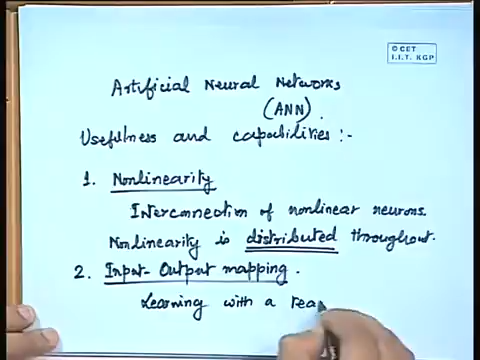 © CET
I.I.T. KGP
Artificial Neural Networks
(ANN).
Usefulness and capabilities :-
1. Nonlinearity
Interconnection of nonlinear neurons.
Nonlinearity is distributed throughout.
2. Input-Output mapping.
Learning with a tea